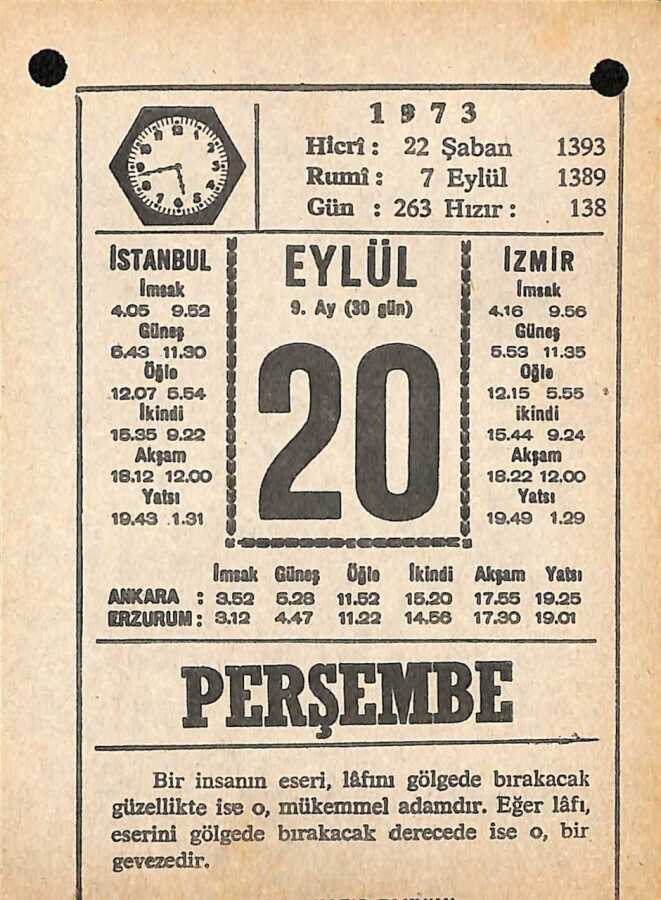 1973
Hicrî : 22 Şaban 1393
Rumî : 7 Eylül 1389
Gün : 263 Hızır : 138
İSTANBUL
İmsak
4.05 9.52
Güneş
5.43 11.30
Öğle
12.07 5.54
İkindi
15.35 9.22
Akşam
18.12 12.00
Yatsı
19.43 1.31
EYLÜL
9. Ay (30 gün)
20
İZMİR
İmsak
4.16 9.56
Güneş
5.53 11.35
Öğle
12.15 5.55
ikindi
15.44 9.24
Akşam
18.22 12.00
Yatsı
19.49 1.29
İmsak Güneş Öğle İkindi Akşam Yatsı
ANKARA : 3.52 5.28 11.52 15.20 17.55 19.25
ERZURUM : 3.12 4.47 11.22 14.56 17.30 19.01
PERŞEMBE
Bir insanın eseri, lâfını gölgede bırakacak
güzellikte ise o, mükemmel adamdır. Eğer lâfı,
eserini gölgede bırakacak derecede ise o, bir
gevezedir.